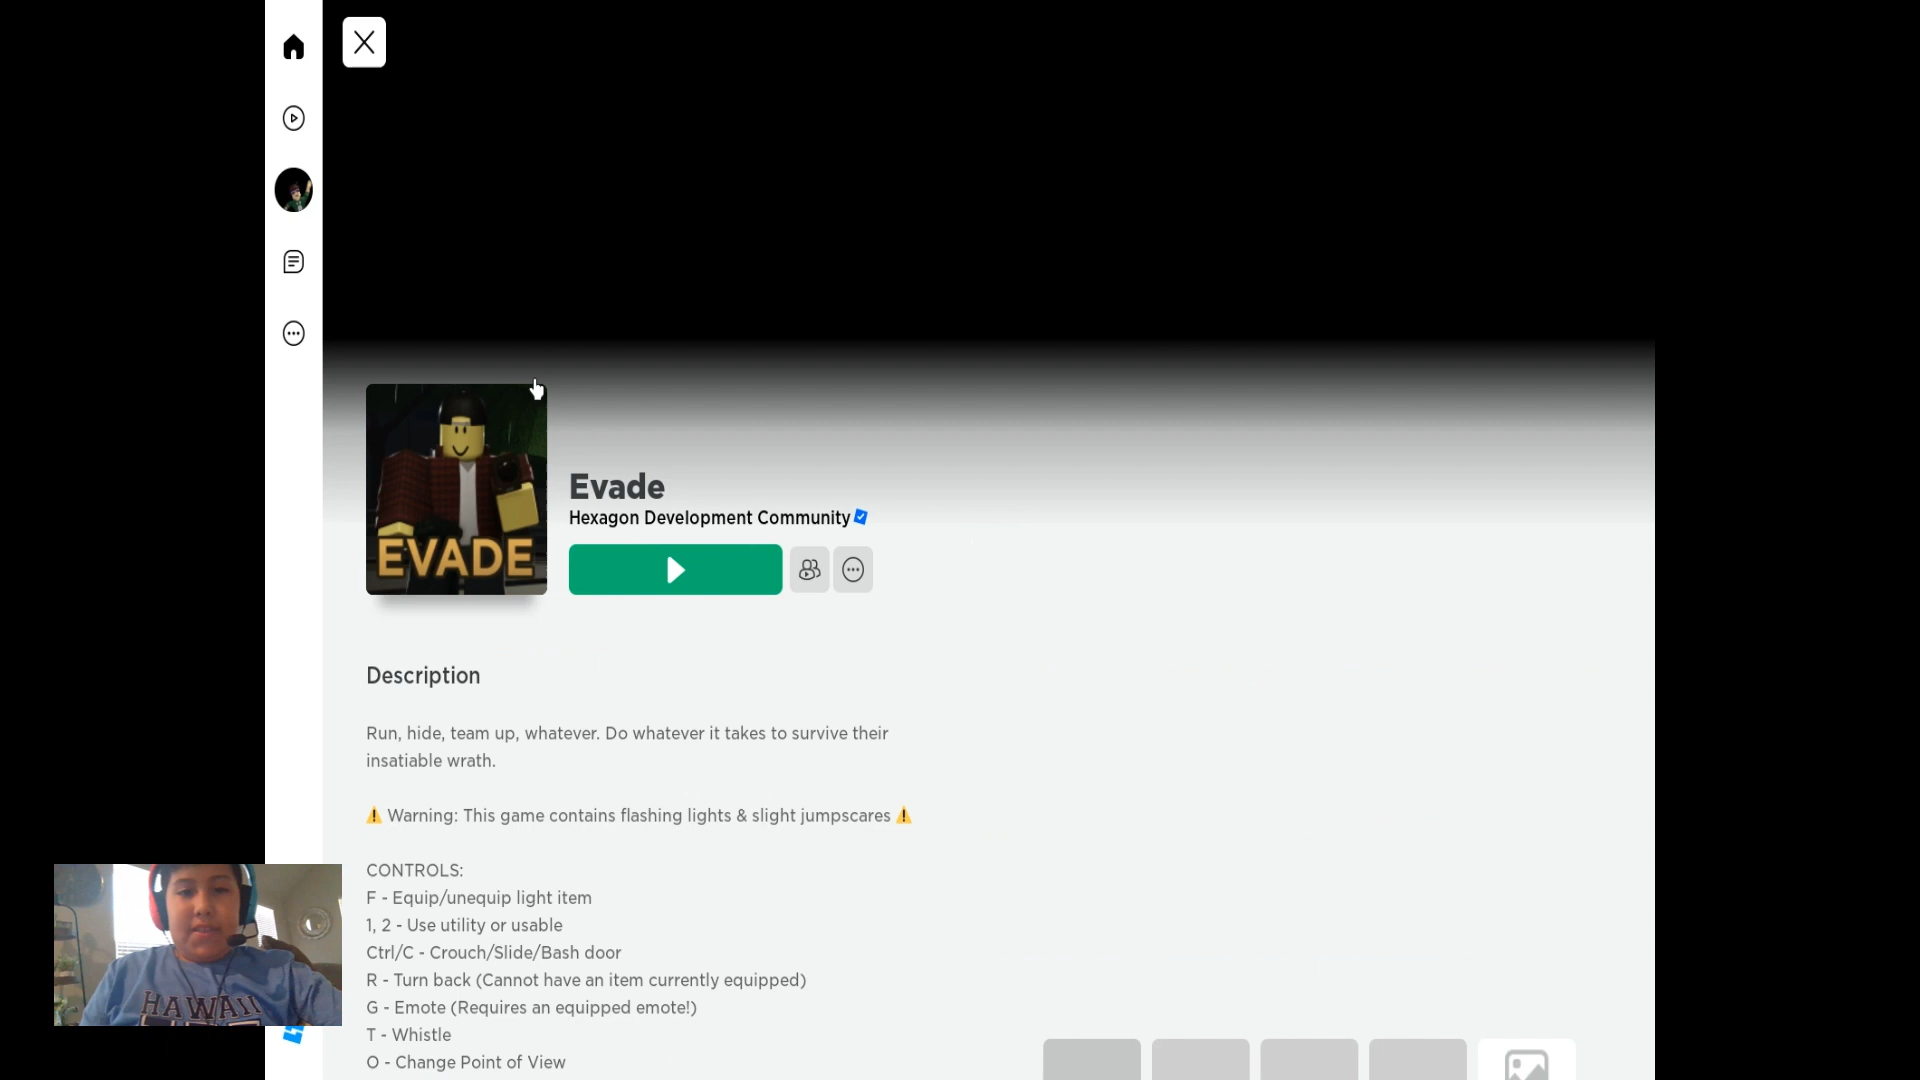 EVADE
Evade
Hexagon Development Community
Description
Run, hide, team up, whatever. Do whatever it takes to survive their
insatiable wrath.
⚠ Warning: This game contains flashing lights & slight jumpscares ⚠
CONTROLS:
F - Equip/unequip light item
1, 2 - Use utility or usable
Ctrl/C - Crouch/Slide/Bash door
R - Turn back (Cannot have an item currently equipped)
G - Emote (Requires an equipped emote!)
T - Whistle
O - Change Point of View
HAWAII